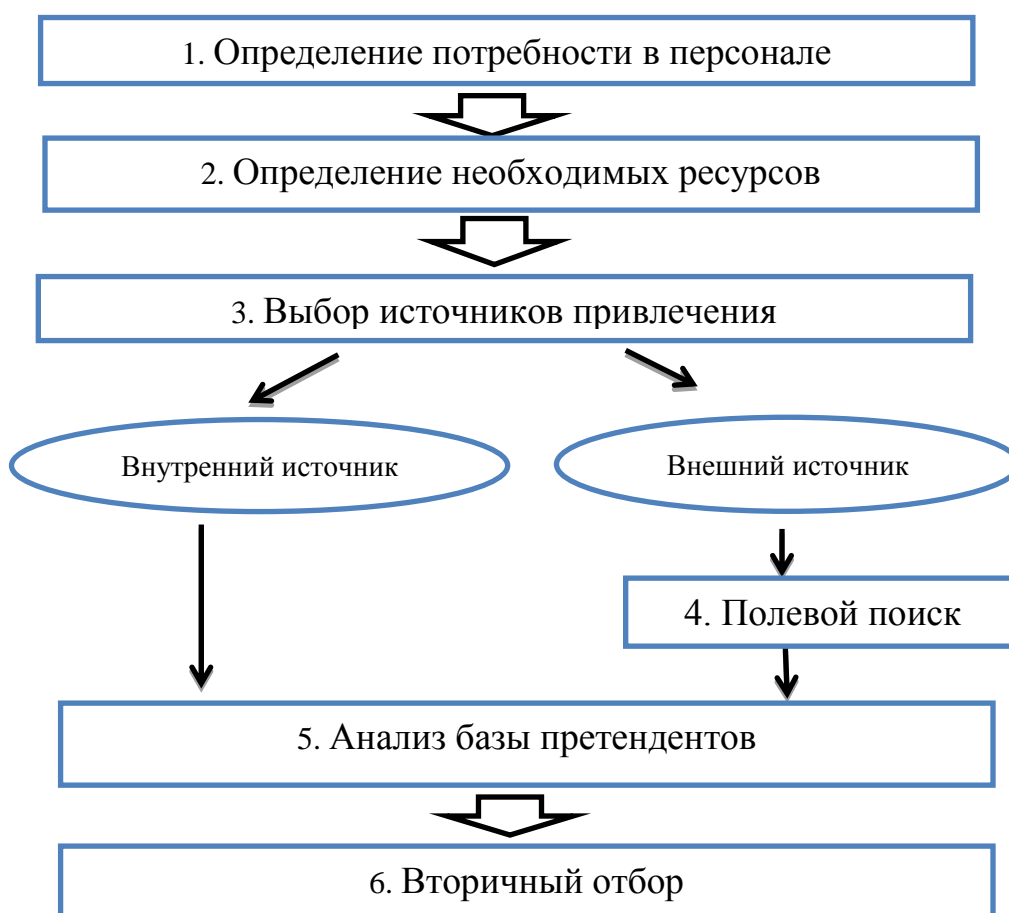 1. Определение потребности в персонале
2. Определение необходимых ресурсов
3. Выбор источников привлечения
Внутренний источник
Внешний источник
4. Полевой поиск
5. Анализ базы претендентов
6. Вторичный отбор